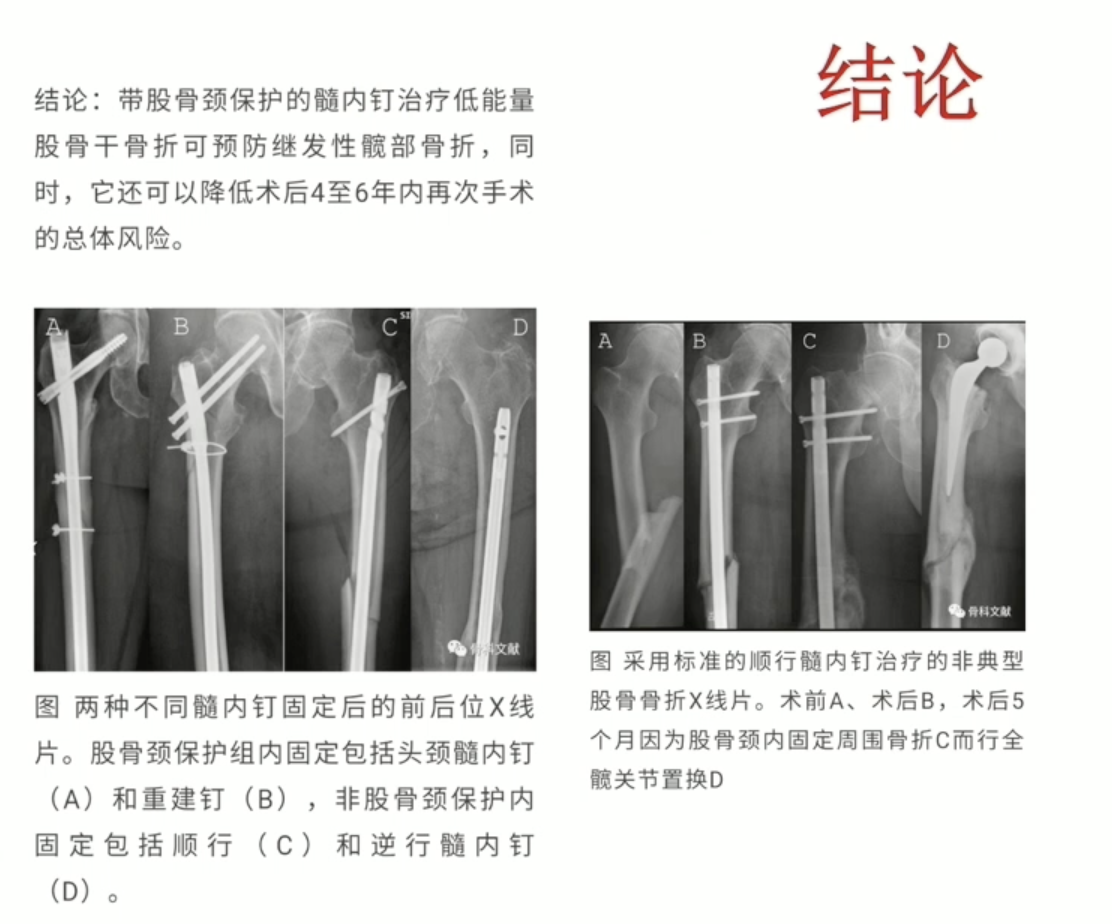 结论
结论：带股骨颈保护的髓内钉治疗低能量
股骨干骨折可预防继发性髋部骨折，同
时，它还可以降低术后4至6年内再次手术
的总体风险。
A
B
C
SI
D
骨科文献
图 两种不同髓内钉固定后的前后位X线
片。股骨颈保护组内固定包括头颈髓内钉
（A）和重建钉（B），非股骨颈保护内
固定包括顺行（C）和逆行髓内钉
（D）。
A
B
C
D
骨科文献
图 采用标准的顺行髓内钉治疗的非典型
股骨骨折X线片。术前A、术后B，术后5
个月因为股骨颈内固定周围骨折C而行全
髋关节置换D